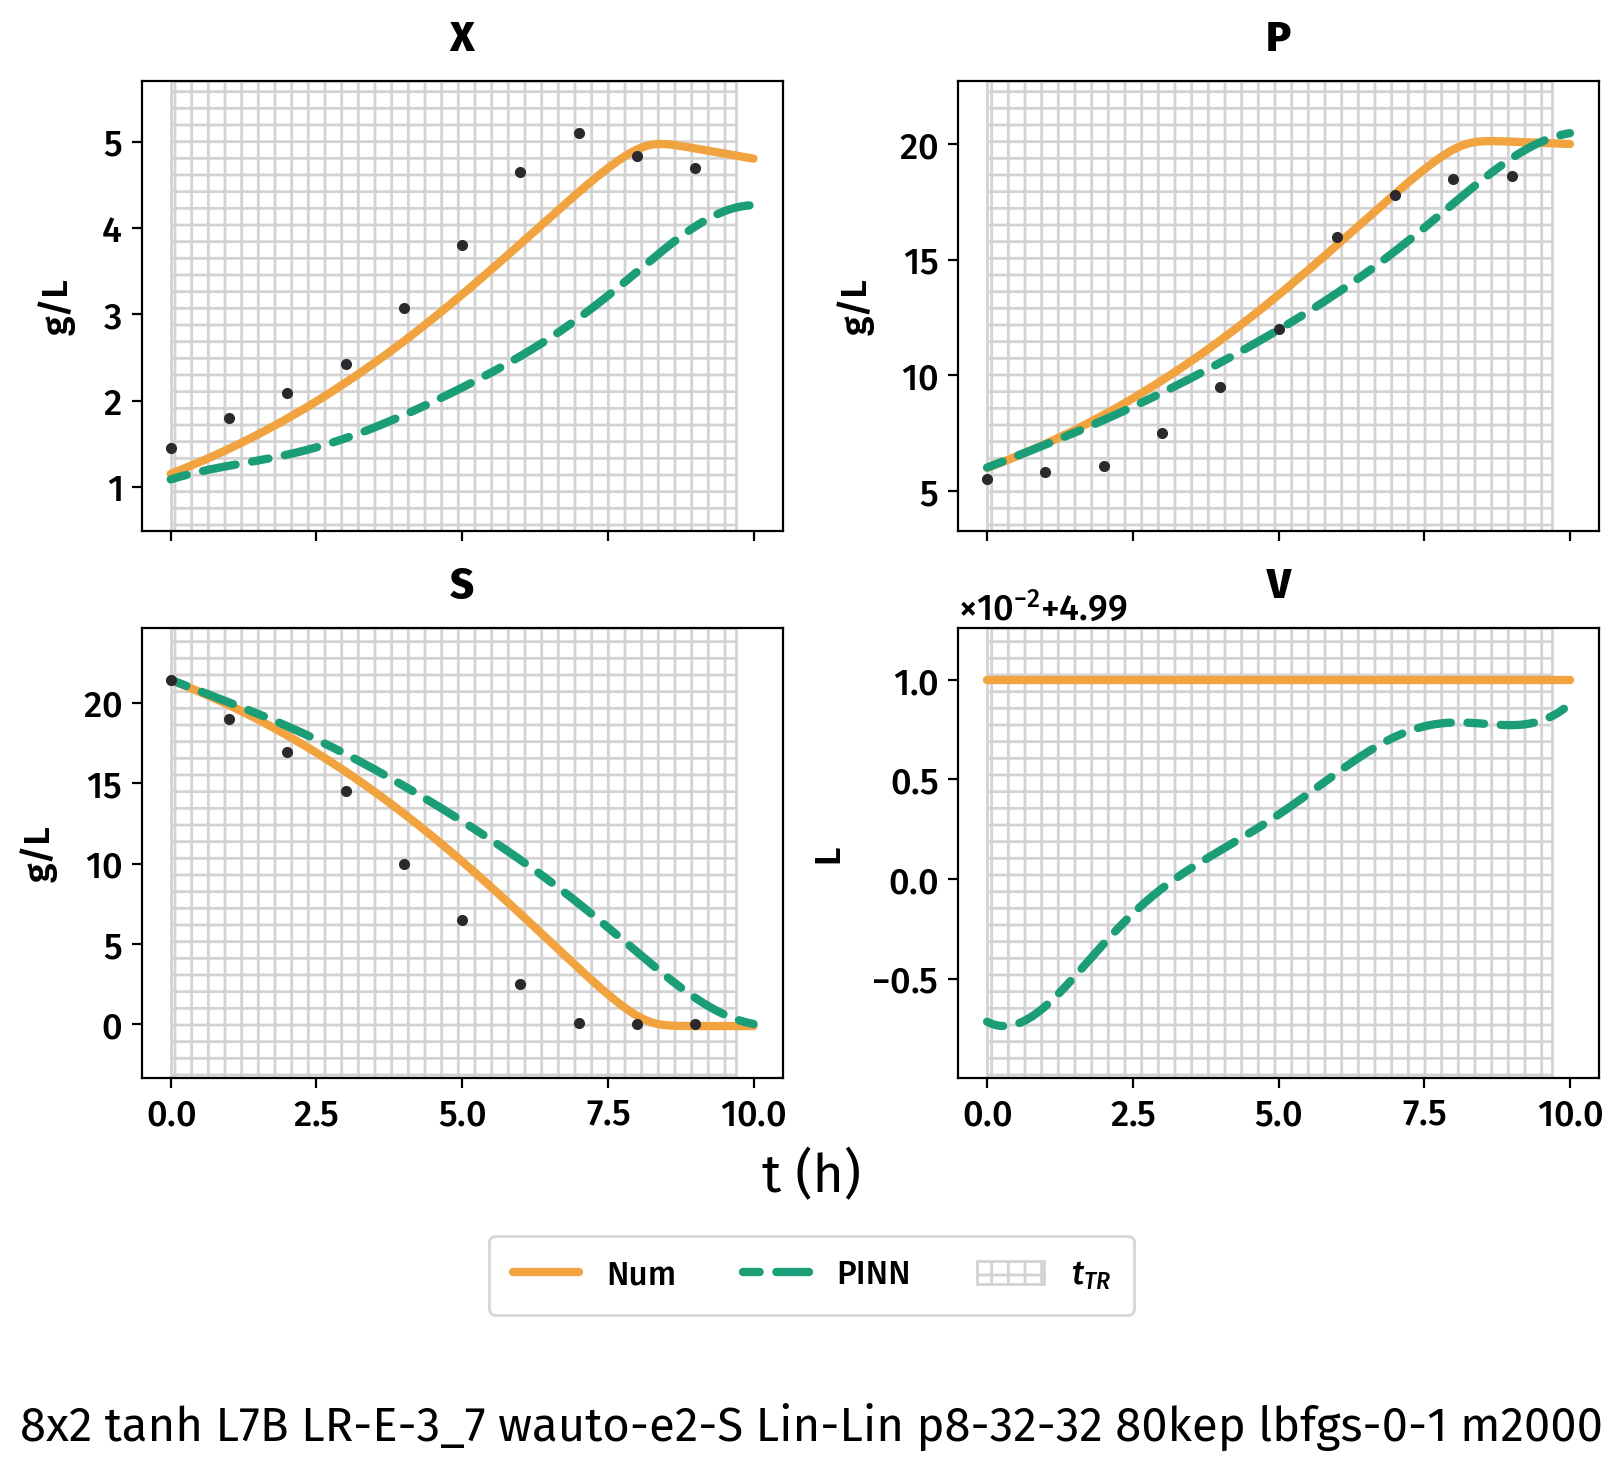 X
P
5
4
3
2
1
g/L
20
15
10
5
g/L
S
V
×10⁻²+4.99
20
15
10
5
0
g/L
1.0
0.5
0.0
−0.5
L
0.0 2.5 5.0 7.5 10.0
0.0 2.5 5.0 7.5 10.0
t (h)
Num PINN t_TR
8x2 tanh L7B LR-E-3_7 wauto-e2-S Lin-Lin p8-32-32 80kep lbfgs-0-1 m2000